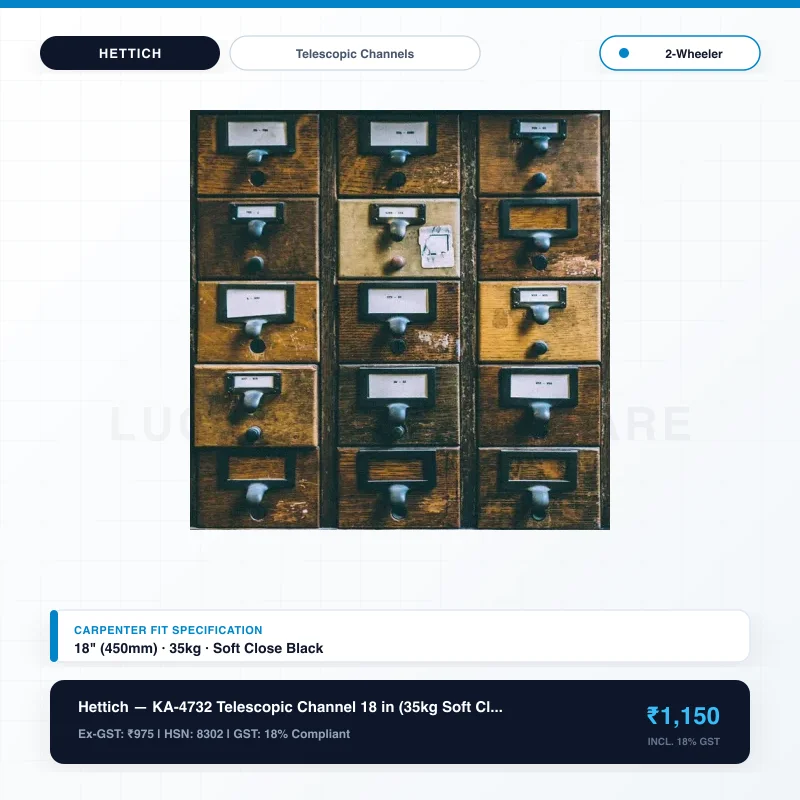 HETTICH
Telescopic Channels
2-Wheeler
CARPENTER FIT SPECIFICATION
18" (450mm) · 35kg · Soft Close Black
Hettich — KA-4732 Telescopic Channel 18 in (35kg Soft Cl...
₹1,150
Ex-GST: ₹975 | HSN: 8302 | GST: 18% Compliant
INCL. 18% GST